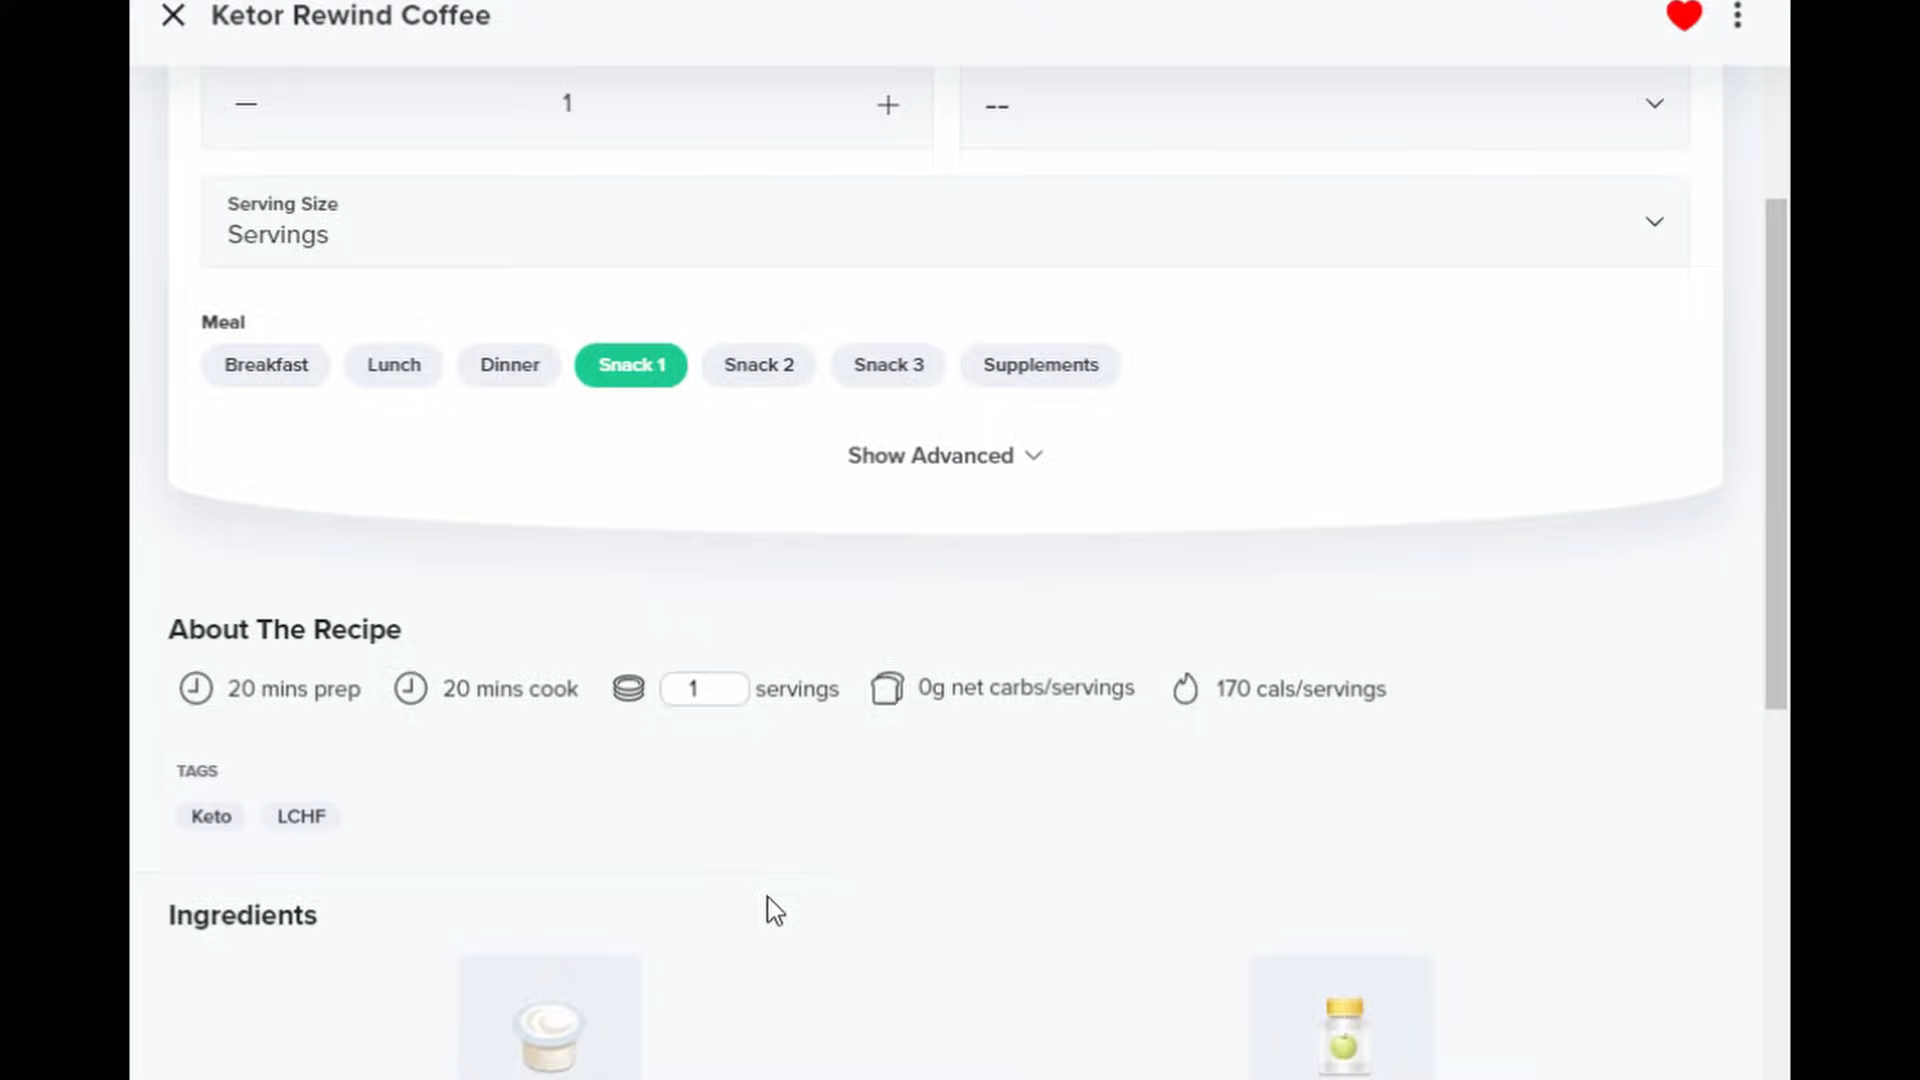 Ketor Rewind Coffee
1
--
Serving Size
Servings
Meal
Breakfast Lunch Dinner Snack 1 Snack 2 Snack 3 Supplements
Show Advanced
About The Recipe
20 mins prep 20 mins cook 1 servings 0g net carbs/servings 170 cals/servings
TAGS
Keto LCHF
Ingredients